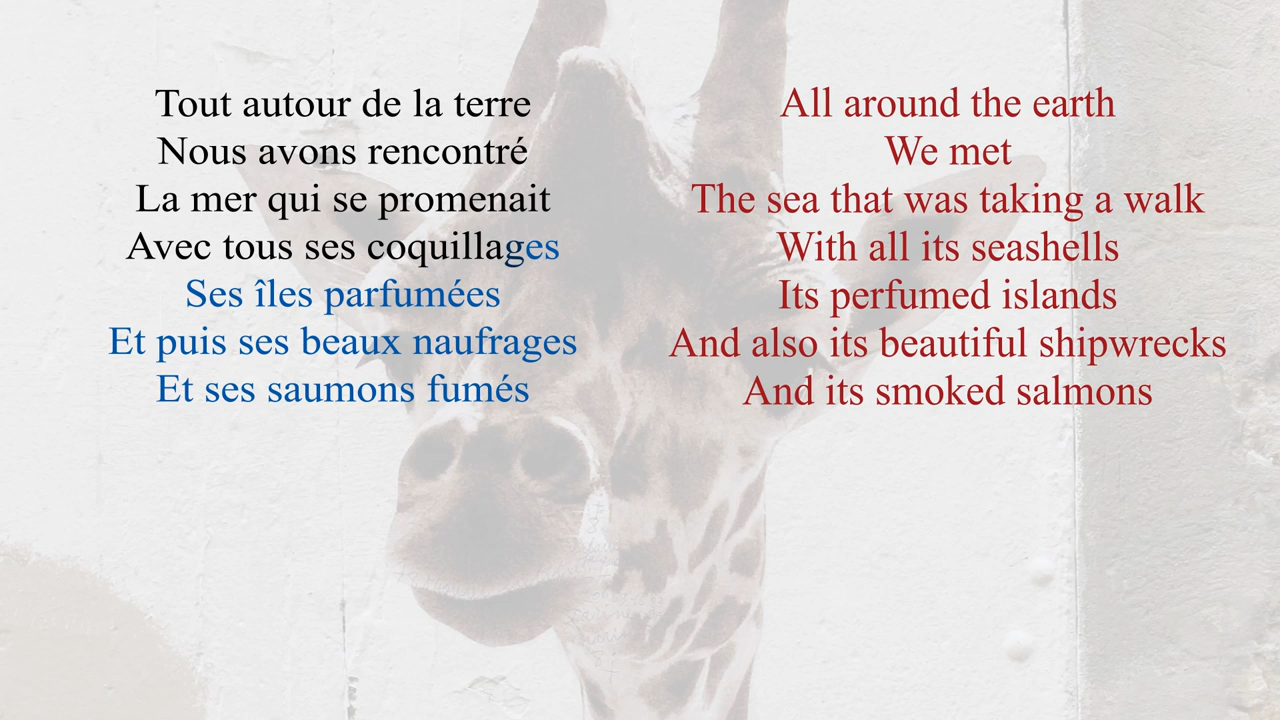 Tout autour de la terre
Nous avons rencontré
La mer qui se promenait
Avec tous ses coquillages
Ses îles parfumées
Et puis ses beaux naufrages
Et ses saumons fumés
All around the earth
We met
The sea that was taking a walk
With all its seashells
Its perfumed islands
And also its beautiful shipwrecks
And its smoked salmons